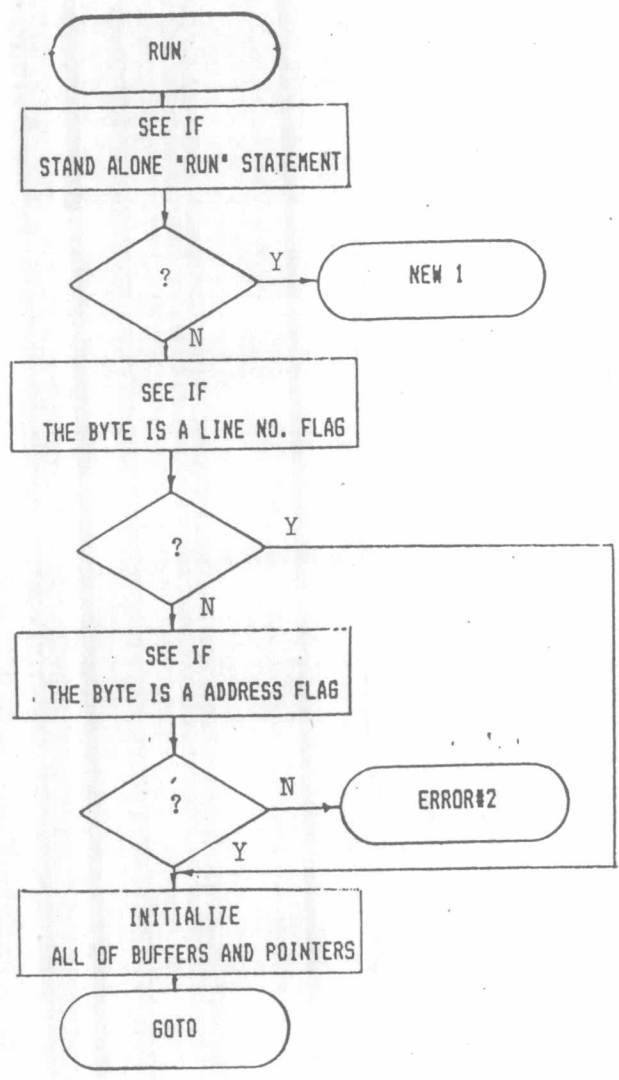 RUN
SEE IF
STAND ALONE "RUN" STATEMENT
?
Y
NEW 1
N
SEE IF
THE BYTE IS A LINE NO. FLAG
?
Y
N
SEE IF
THE BYTE IS A ADDRESS FLAG
?
N
ERROR#2
Y
INITIALIZE
ALL OF BUFFERS AND POINTERS
GOTO